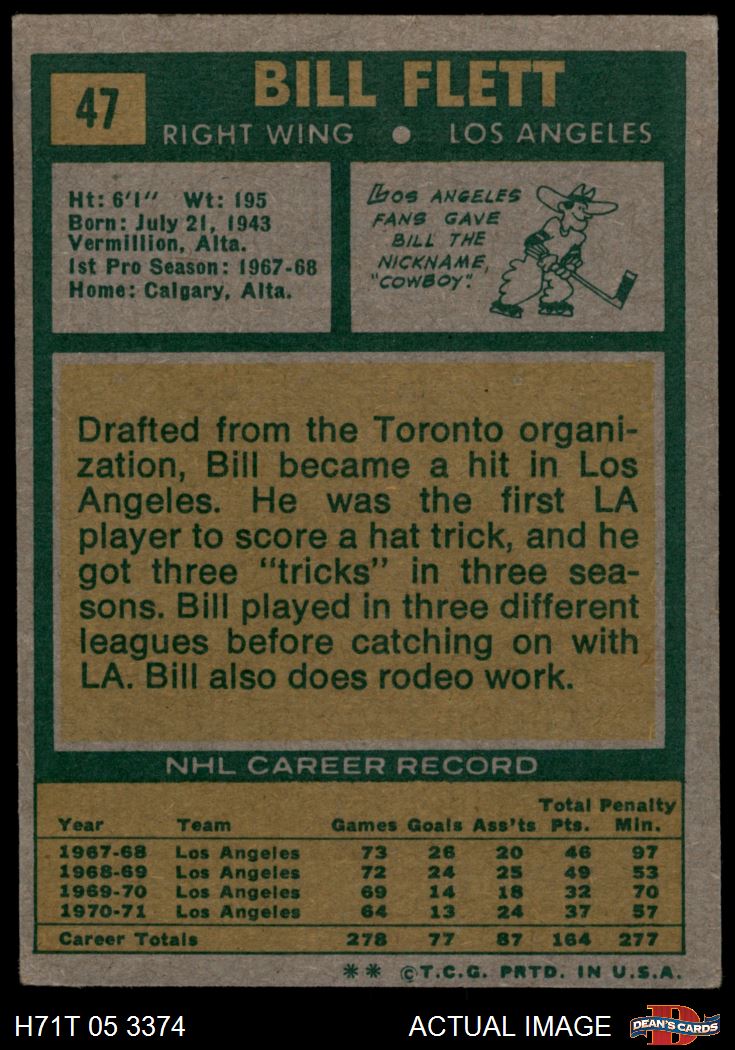 47
BILL FLETT
RIGHT WING ● LOS ANGELES
Ht: 6'1" Wt: 195
Born: July 21, 1943
Vermillion, Alta.
1st Pro Season: 1967-68
Home: Calgary, Alta.
LOS ANGELES
FANS GAVE
BILL THE
NICKNAME,
"COWBOY".
Drafted from the Toronto organi-
zation, Bill became a hit in Los
Angeles. He was the first LA
player to score a hat trick, and he
got three "tricks" in three sea-
sons. Bill played in three different
leagues before catching on with
LA. Bill also does rodeo work.
NHL CAREER RECORD
Total Penalty
Year Team Games Goals Ass'ts Pts. Min.
1967-68 Los Angeles 73 26 20 46 97
1968-69 Los Angeles 72 24 25 49 53
1969-70 Los Angeles 69 14 18 32 70
1970-71 Los Angeles 64 13 24 37 57
Career Totals 278 77 87 164 277
** ©T.C.G. PRTD. IN U.S.A.
H71T 05 3374
ACTUAL IMAGE
D
DEAN'S CARDS